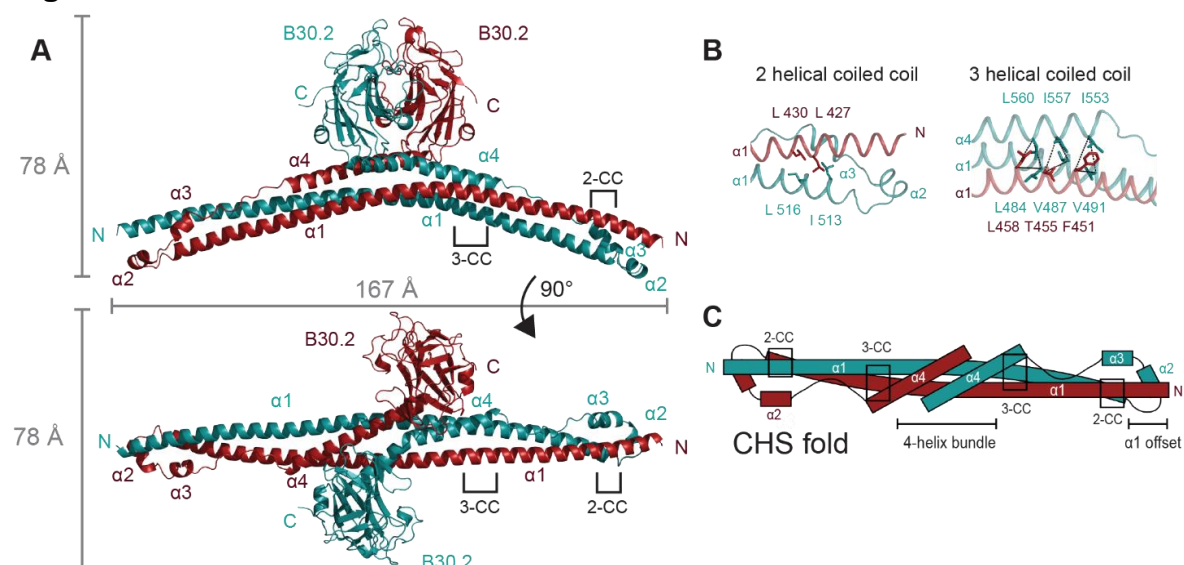 A
B30.2
B30.2
C
C
78 Å
α4
α4
α3
2-CC
N
α1
α1
N
α2
3-CC
α3
α2
167 Å
90°
78 Å
B30.2
C
α1
α4
α3
α2
N
N
α2
α3
α4
α1
3-CC
2-CC
C
B30.2
B
2 helical coiled coil
L 430 L 427
N
α1
α3
α1
α2
L 516 I 513
3 helical coiled coil
L560 I557 I553
α4
α1
α1
L484 V487 V491
L458 T455 F451
C
2-CC
3-CC
N
α1
α4
α4
α3
α2
α2
α1
N
3-CC
2-CC
CHS fold
4-helix bundle
α1 offset